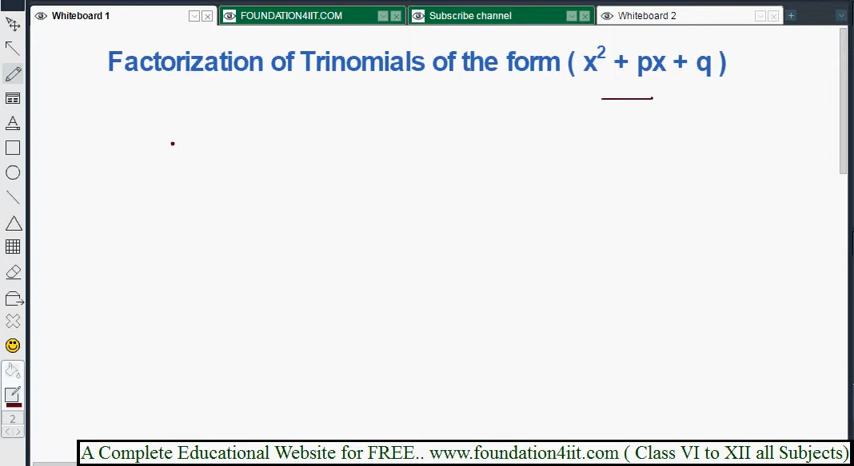 Whiteboard 1
FOUNDATION4IIT.COM
Subscribe channel
Whiteboard 2
Factorization of Trinomials of the form ( x² + px + q )
2
A Complete Educational Website for FREE.. www.foundation4iit.com ( Class VI to XII all Subjects)